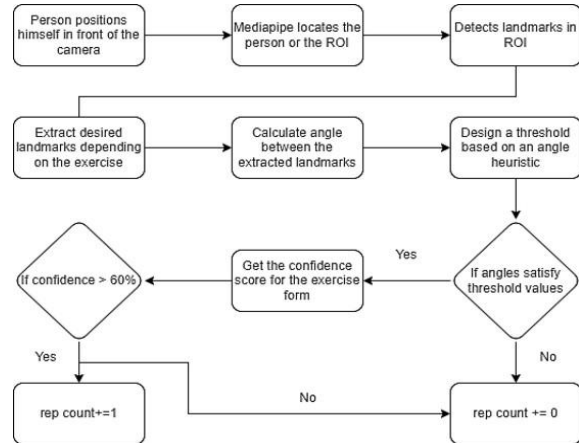 Person positions
himself in front of the
camera
Mediapipe locates the
person or the ROI
Detects landmarks in
ROI
Extract desired
landmarks depending on
the exercise
Calculate angle
between the
extracted landmarks
Design a threshold
based on an angle
heuristic
If confidence > 60%
Get the confidence
score for the exercise
form
Yes
If angles satisfy
threshold values
Yes
No
No
rep count+=1
rep count += 0